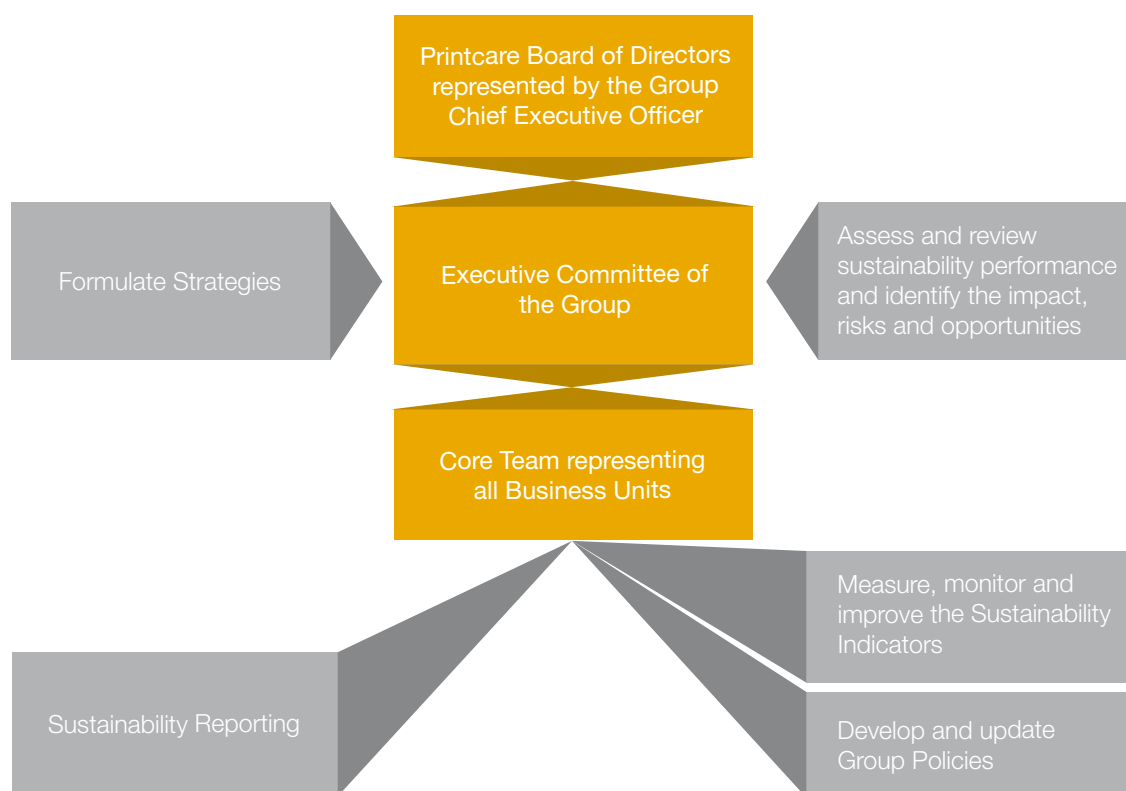 Printcare Board of Directors
represented by the Group
Chief Executive Officer
Formulate Strategies
Executive Committee of
the Group
Assess and review
sustainability performance
and identify the impact,
risks and opportunities
Core Team representing
all Business Units
Sustainability Reporting
Measure, monitor and
improve the Sustainability
Indicators
Develop and update
Group Policies